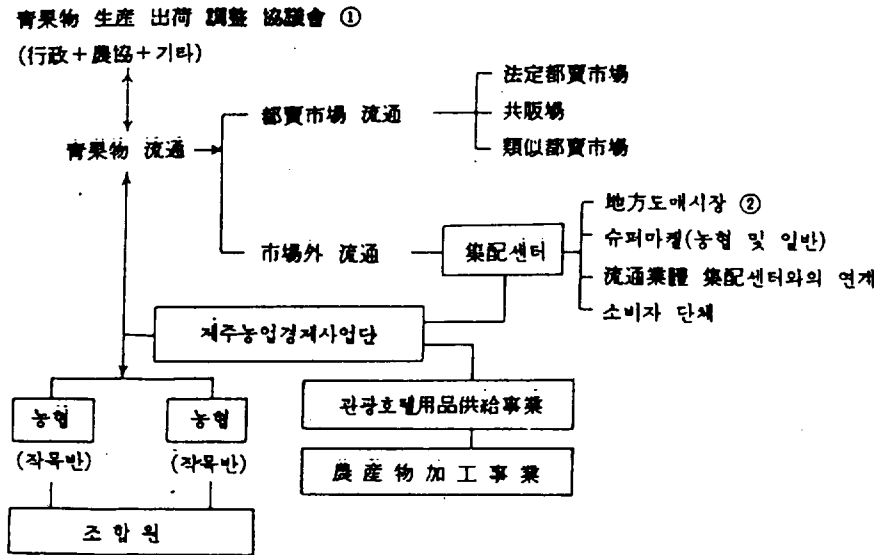 靑果物 生産 出荷 調整 協議會 ①
(行政+農協+기타)
法定都賣市場
都賣市場 流通
共販場
靑果物 流通
類似都賣市場
地方도매시장 ②
市場外 流通
集配센터
슈퍼마켙(농협 및 일반)
流通業體 集配센터와의 연계
소비자 단체
제주농업경제사업단
관광호텔用品供給事業
농협
농협
(작목반)
(작목반)
農産物加工事業
조합원